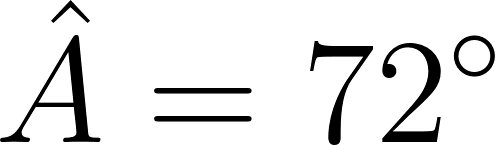 Â = 72°